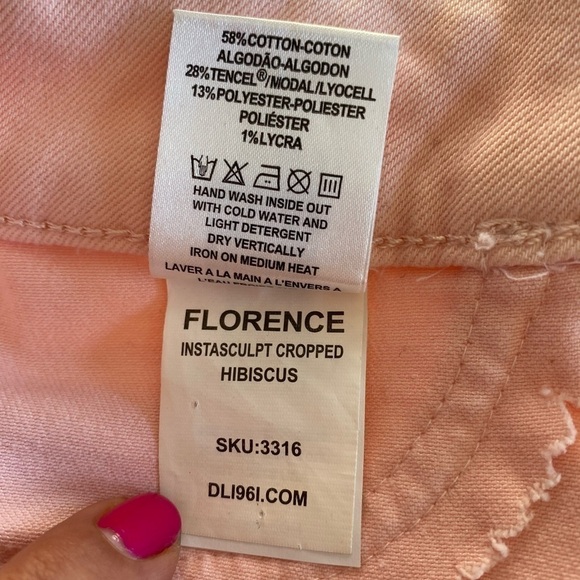 58%COTTON-COTON
ALGODÃO-ALGODON
28%TENCEL®/MODAL/LYOCELL
13%POLYESTER-POLIESTER
POLIÉSTER
1%LYCRA
HAND WASH INSIDE OUT
WITH COLD WATER AND
LIGHT DETERGENT
DRY VERTICALLY
IRON ON MEDIUM HEAT
LAVER A LA MAIN A L'ENVERS A
FLORENCE
INSTASCULPT CROPPED
HIBISCUS
SKU:3316
DLI96I.COM